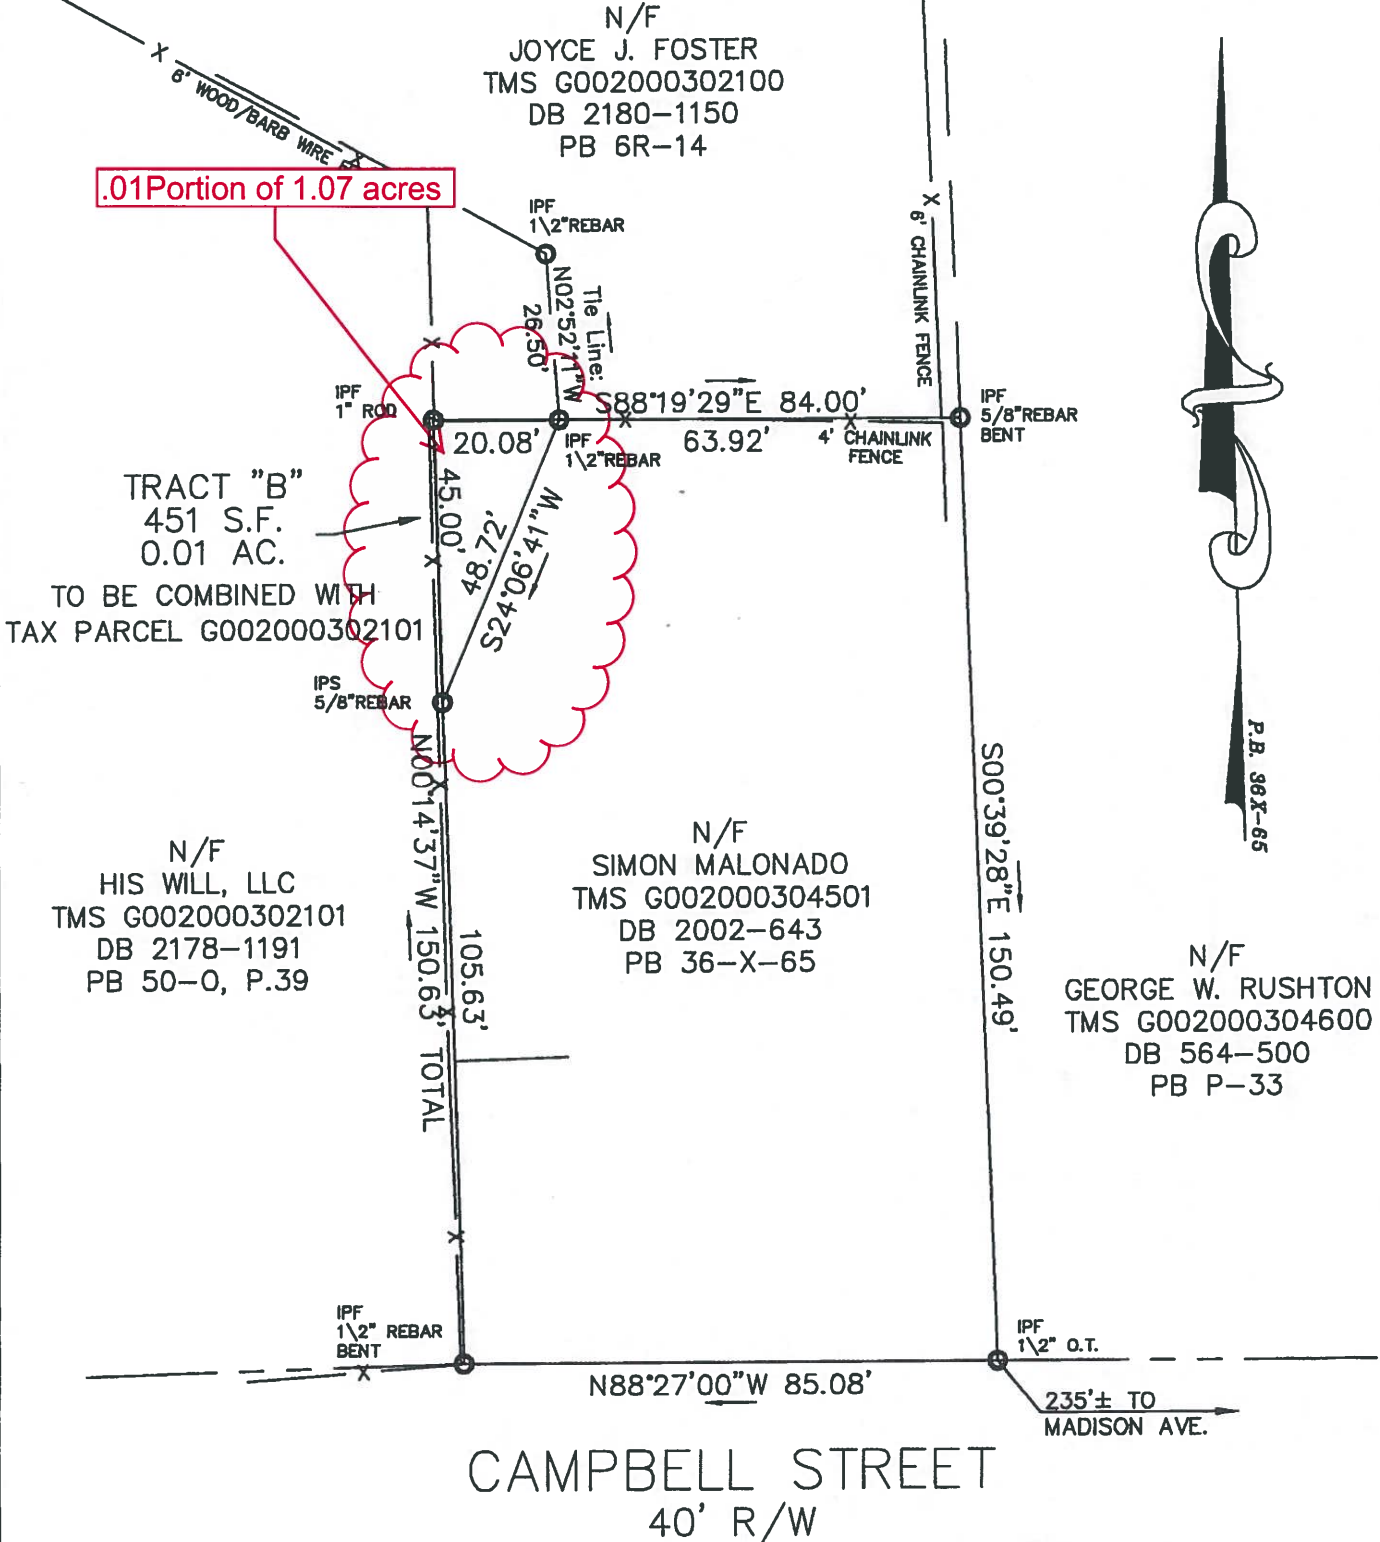 N/F
JOYCE J. FOSTER
TMS G002000302100
DB 2180-1150
PB 6R-14
6' WOOD/BARB WIRE
.01Portion of 1.07 acres
IPF
1\2"REBAR
Tie Line:
N02°52'11"W
26.50'
6' CHAINLINK FENCE
IPF
1" ROD
S88°19'29"E 84.00'
IPF
5/8"REBAR
BENT
20.08'
IPF
1\2"REBAR
63.92'
4' CHAINLINK
FENCE
TRACT "B"
451 S.F.
0.01 AC.
TO BE COMBINED WITH
TAX PARCEL G002000302101
45.00'
48.72'
S24°06'41"W
IPS
5/8"REBAR
P.B. 36X-65
N00°14'37"W 150.63' TOTAL
105.63'
S00°39'28"E 150.49'
N/F
HIS WILL, LLC
TMS G002000302101
DB 2178-1191
PB 50-O, P.39
N/F
SIMON MALONADO
TMS G002000304501
DB 2002-643
PB 36-X-65
N/F
GEORGE W. RUSHTON
TMS G002000304600
DB 564-500
PB P-33
IPF
1\2" REBAR
BENT
IPF
1\2" O.T.
N88°27'00"W 85.08'
235'± TO
MADISON AVE.
CAMPBELL STREET
40' R/W